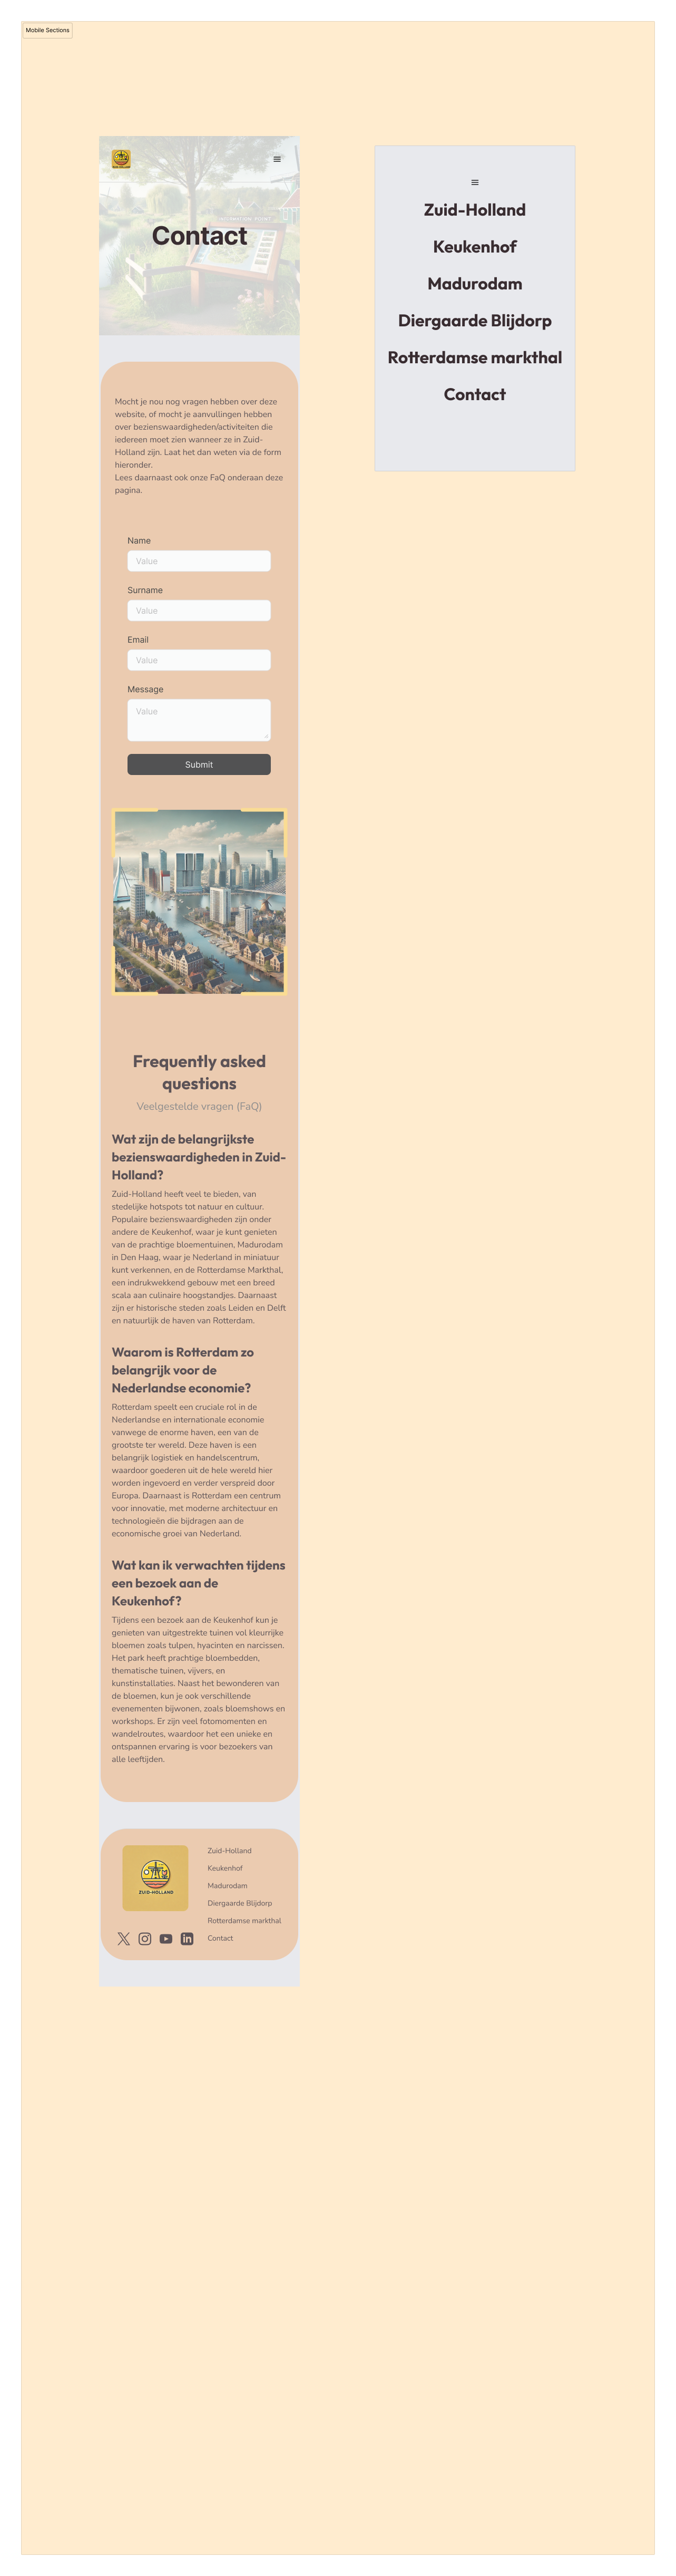 Mobile Sections
Contact
Mocht je nou nog vragen hebben over deze
website, of mocht je aanvullingen hebben
over bezienswaardigheden/activiteiten die
iedereen moet zien wanneer ze in Zuid-
Holland zijn. Laat het dan weten via de form
hieronder.
Lees daarnaast ook onze FaQ onderaan deze
pagina.
Name
Value
Surname
Value
Email
Value
Message
Value
Submit
Frequently asked
questions
Veelgestelde vragen (FaQ)
Wat zijn de belangrijkste
bezienswaardigheden in Zuid-
Holland?
Zuid-Holland heeft veel te bieden, van
stedelijke hotspots tot natuur en cultuur.
Populaire bezienswaardigheden zijn onder
andere de Keukenhof, waar je kunt genieten
van de prachtige bloementuinen, Madurodam
in Den Haag, waar je Nederland in miniatuur
kunt verkennen, en de Rotterdamse Markthal,
een indrukwekkend gebouw met een breed
scala aan culinaire hoogstandjes. Daarnaast
zijn er historische steden zoals Leiden en Delft
en natuurlijk de haven van Rotterdam.
Waarom is Rotterdam zo
belangrijk voor de
Nederlandse economie?
Rotterdam speelt een cruciale rol in de
Nederlandse en internationale economie
vanwege de enorme haven, een van de
grootste ter wereld. Deze haven is een
belangrijk logistiek en handelscentrum,
waardoor goederen uit de hele wereld hier
worden ingevoerd en verder verspreid door
Europa. Daarnaast is Rotterdam een centrum
voor innovatie, met moderne architectuur en
technologieën die bijdragen aan de
economische groei van Nederland.
Wat kan ik verwachten tijdens
een bezoek aan de
Keukenhof?
Tijdens een bezoek aan de Keukenhof kun je
genieten van uitgestrekte tuinen vol kleurrijke
bloemen zoals tulpen, hyacinten en narcissen.
Het park heeft prachtige bloembedden,
thematische tuinen, vijvers, en
kunstinstallaties. Naast het bewonderen van
de bloemen, kun je ook verschillende
evenementen bijwonen, zoals bloemshows en
workshops. Er zijn veel fotomomenten en
wandelroutes, waardoor het een unieke en
ontspannen ervaring is voor bezoekers van
alle leeftijden.
ZUID-HOLLAND
Zuid-Holland
Keukenhof
Madurodam
Diergaarde Blijdorp
Rotterdamse markthal
Contact
Zuid-Holland
Keukenhof
Madurodam
Diergaarde Blijdorp
Rotterdamse markthal
Contact